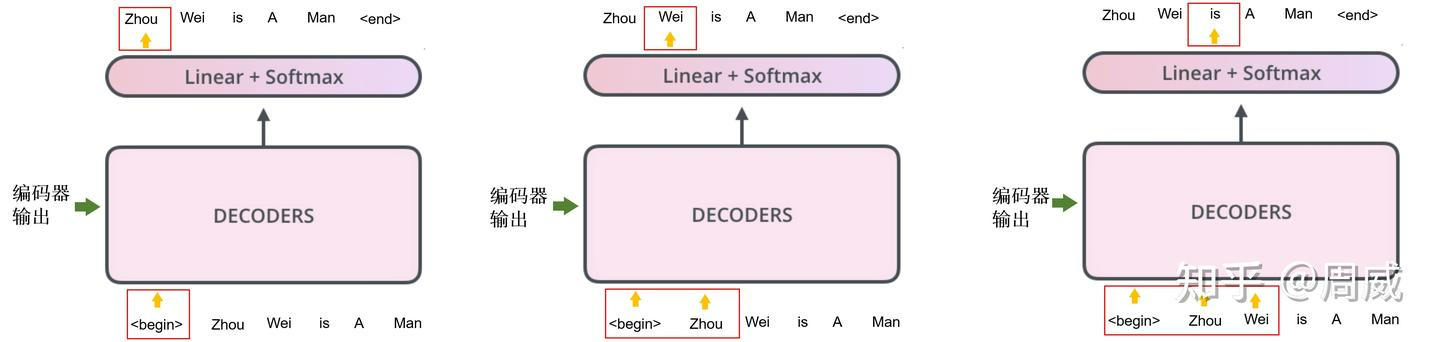 Zhou Wei is A Man <end>
Linear + Softmax
编码器
输出
DECODERS
<begin> Zhou Wei is A Man
Zhou Wei is A Man <end>
Linear + Softmax
编码器
输出
DECODERS
<begin> Zhou Wei is A Man
Zhou Wei is A Man <end>
Linear + Softmax
编码器
输出
DECODERS
知乎 @周威
<begin> Zhou Wei is A Man